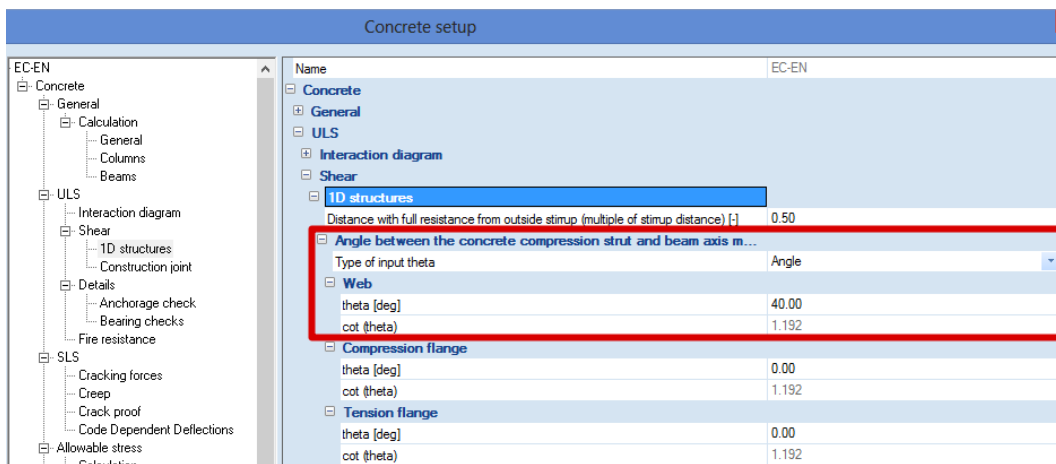 Concrete setup
EC-EN
Concrete
General
Calculation
General
Columns
Beams
ULS
Interaction diagram
Shear
1D structures
Construction joint
Details
Anchorage check
Bearing checks
Fire resistance
SLS
Cracking forces
Creep
Crack proof
Code Dependent Deflections
Allowable stress
Name EC-EN
Concrete
General
ULS
Interaction diagram
Shear
1D structures
Distance with full resistance from outside stirrup (multiple of stirrup distance) [-] 0.50
Angle between the concrete compression strut and beam axis m...
Type of input theta Angle
Web
theta [deg] 40.00
cot (theta) 1.192
Compression flange
theta [deg] 0.00
cot (theta) 1.192
Tension flange
theta [deg] 0.00
cot (theta) 1.192